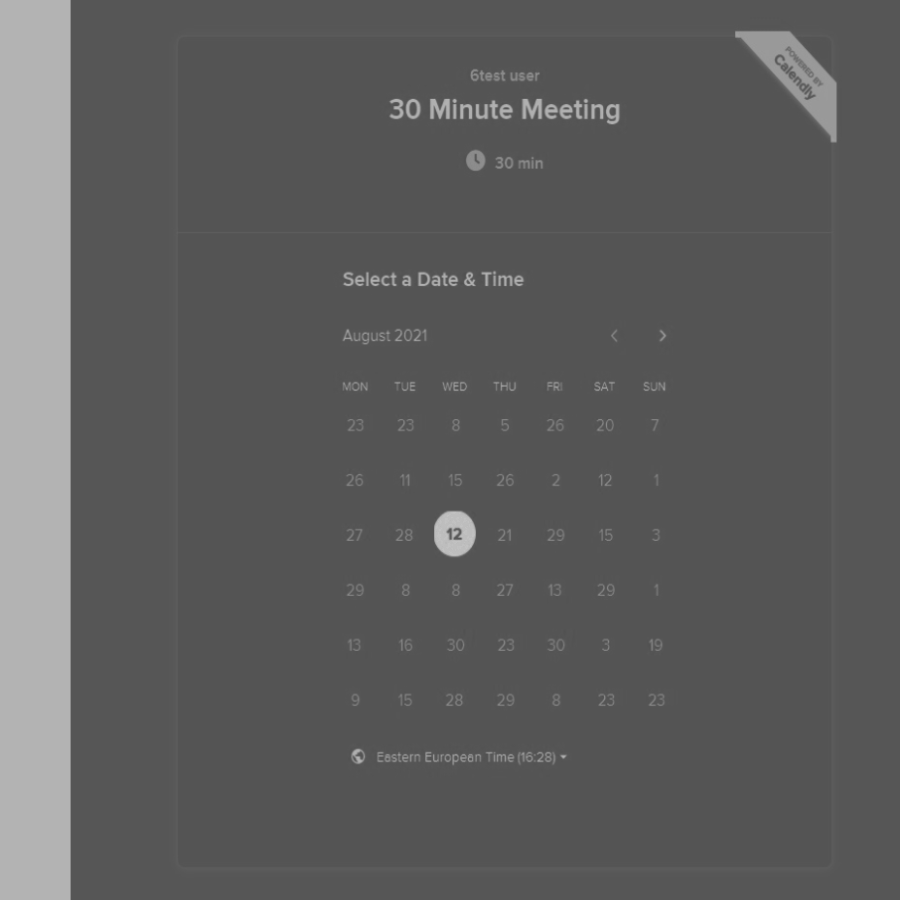 6test user
POWERED BY
Calendly
30 Minute Meeting
30 min
Select a Date & Time
August 2021
MON TUE WED THU FRI SAT SUN
23 23 8 5 26 20 7
26 11 15 26 2 12 1
27 28 12 21 29 15 3
29 8 8 27 13 29 1
13 16 30 23 30 3 19
9 15 28 29 8 23 23
Eastern European Time (16:28)